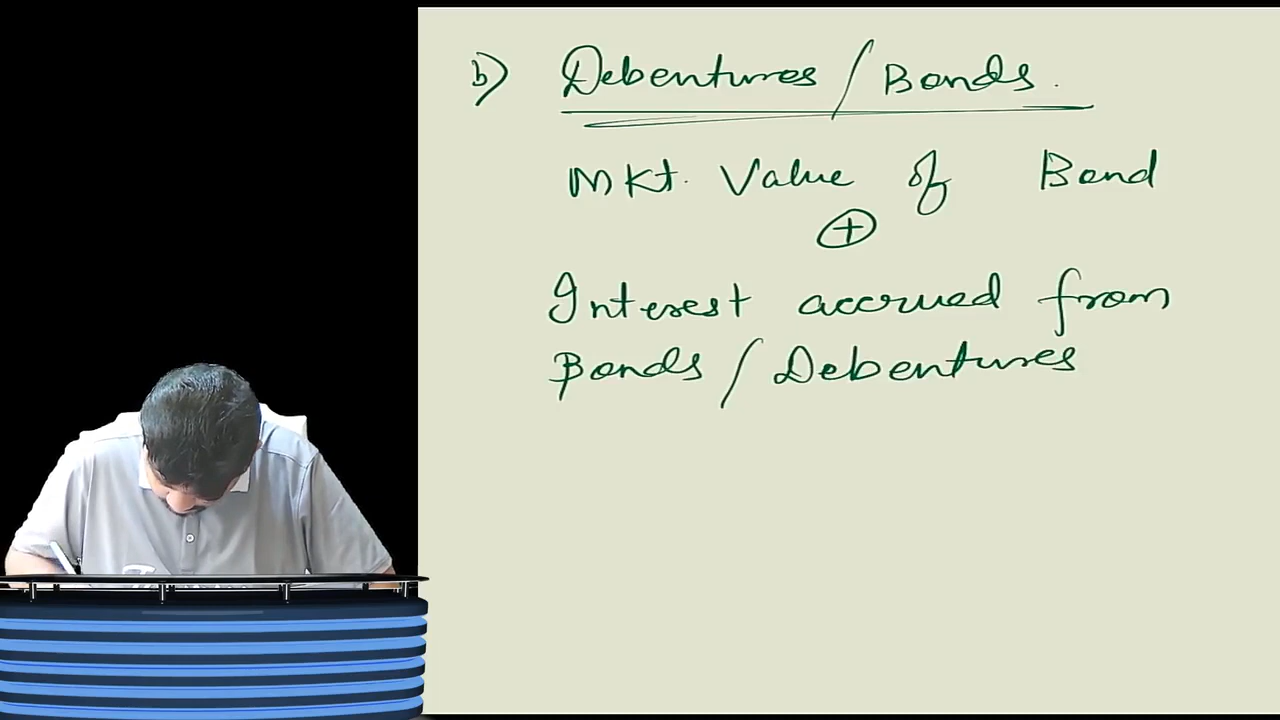 b) Debentures / Bonds.
Mkt. Value of Bond
+
Interest accrued from
Bonds / Debentures